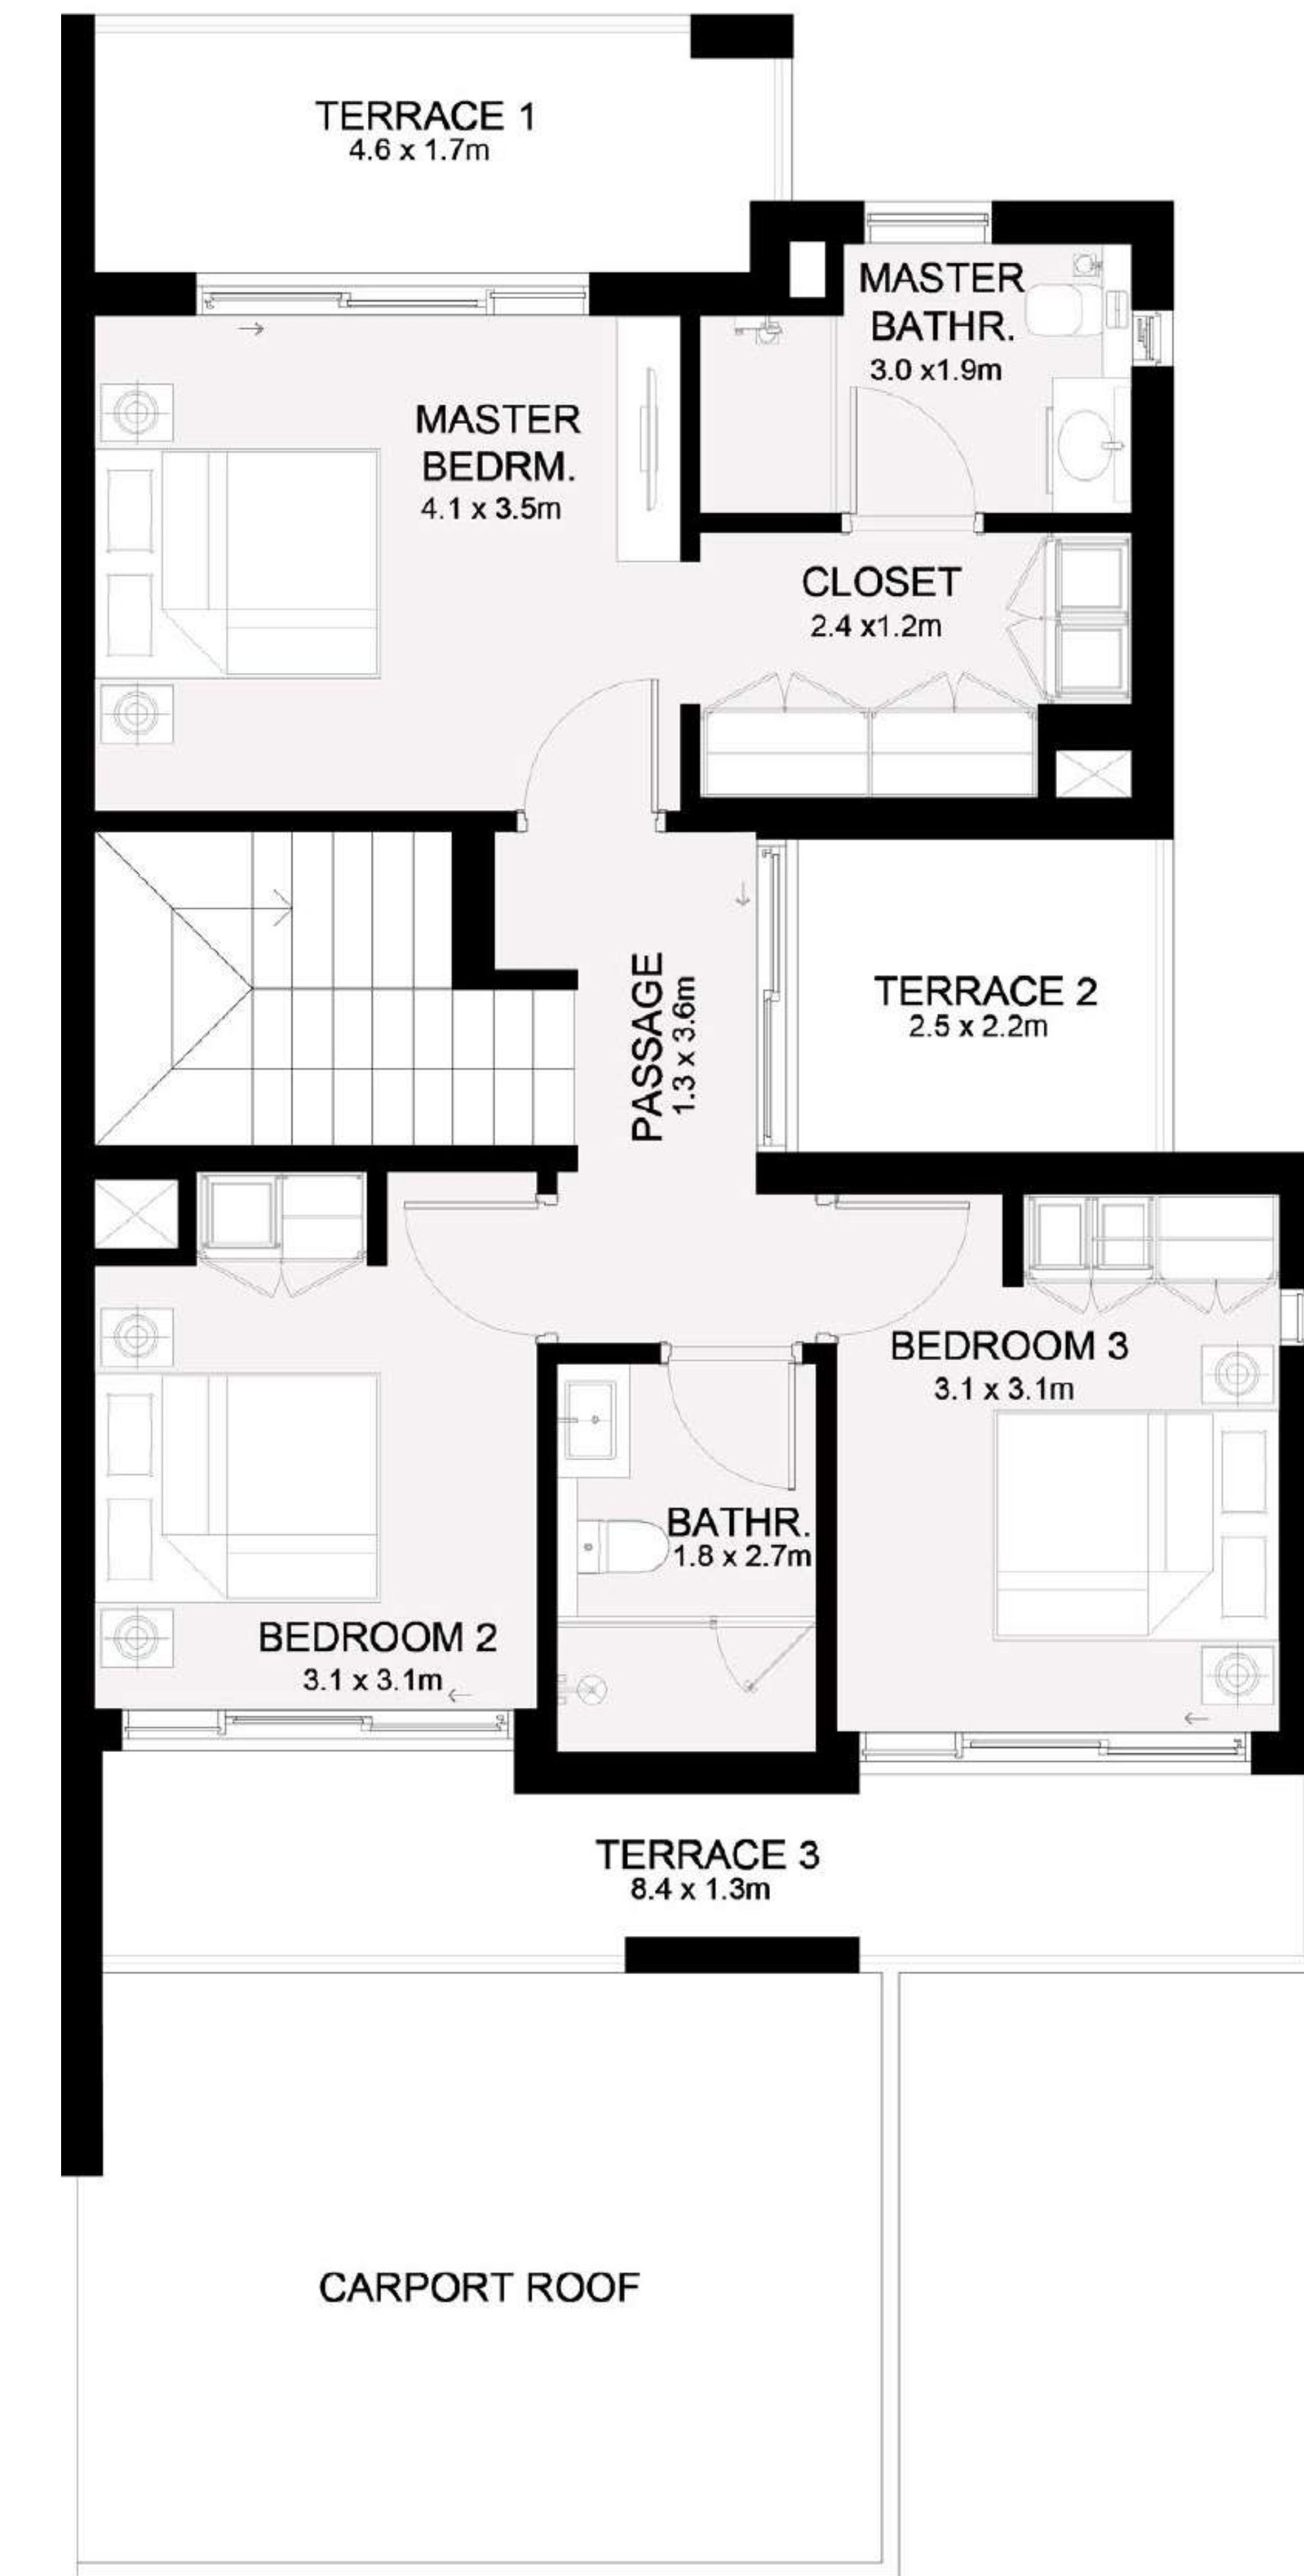 TERRACE 1
4.6 x 1.7m
MASTER
BATHR.
3.0 x1.9m
MASTER
BEDRM.
4.1 x 3.5m
CLOSET
2.4 x1.2m
PASSAGE
1.3 x 3.6m
TERRACE 2
2.5 x 2.2m
BEDROOM 3
3.1 x 3.1m
BATHR.
1.8 x 2.7m
BEDROOM 2
3.1 x 3.1m
TERRACE 3
8.4 x 1.3m
CARPORT ROOF